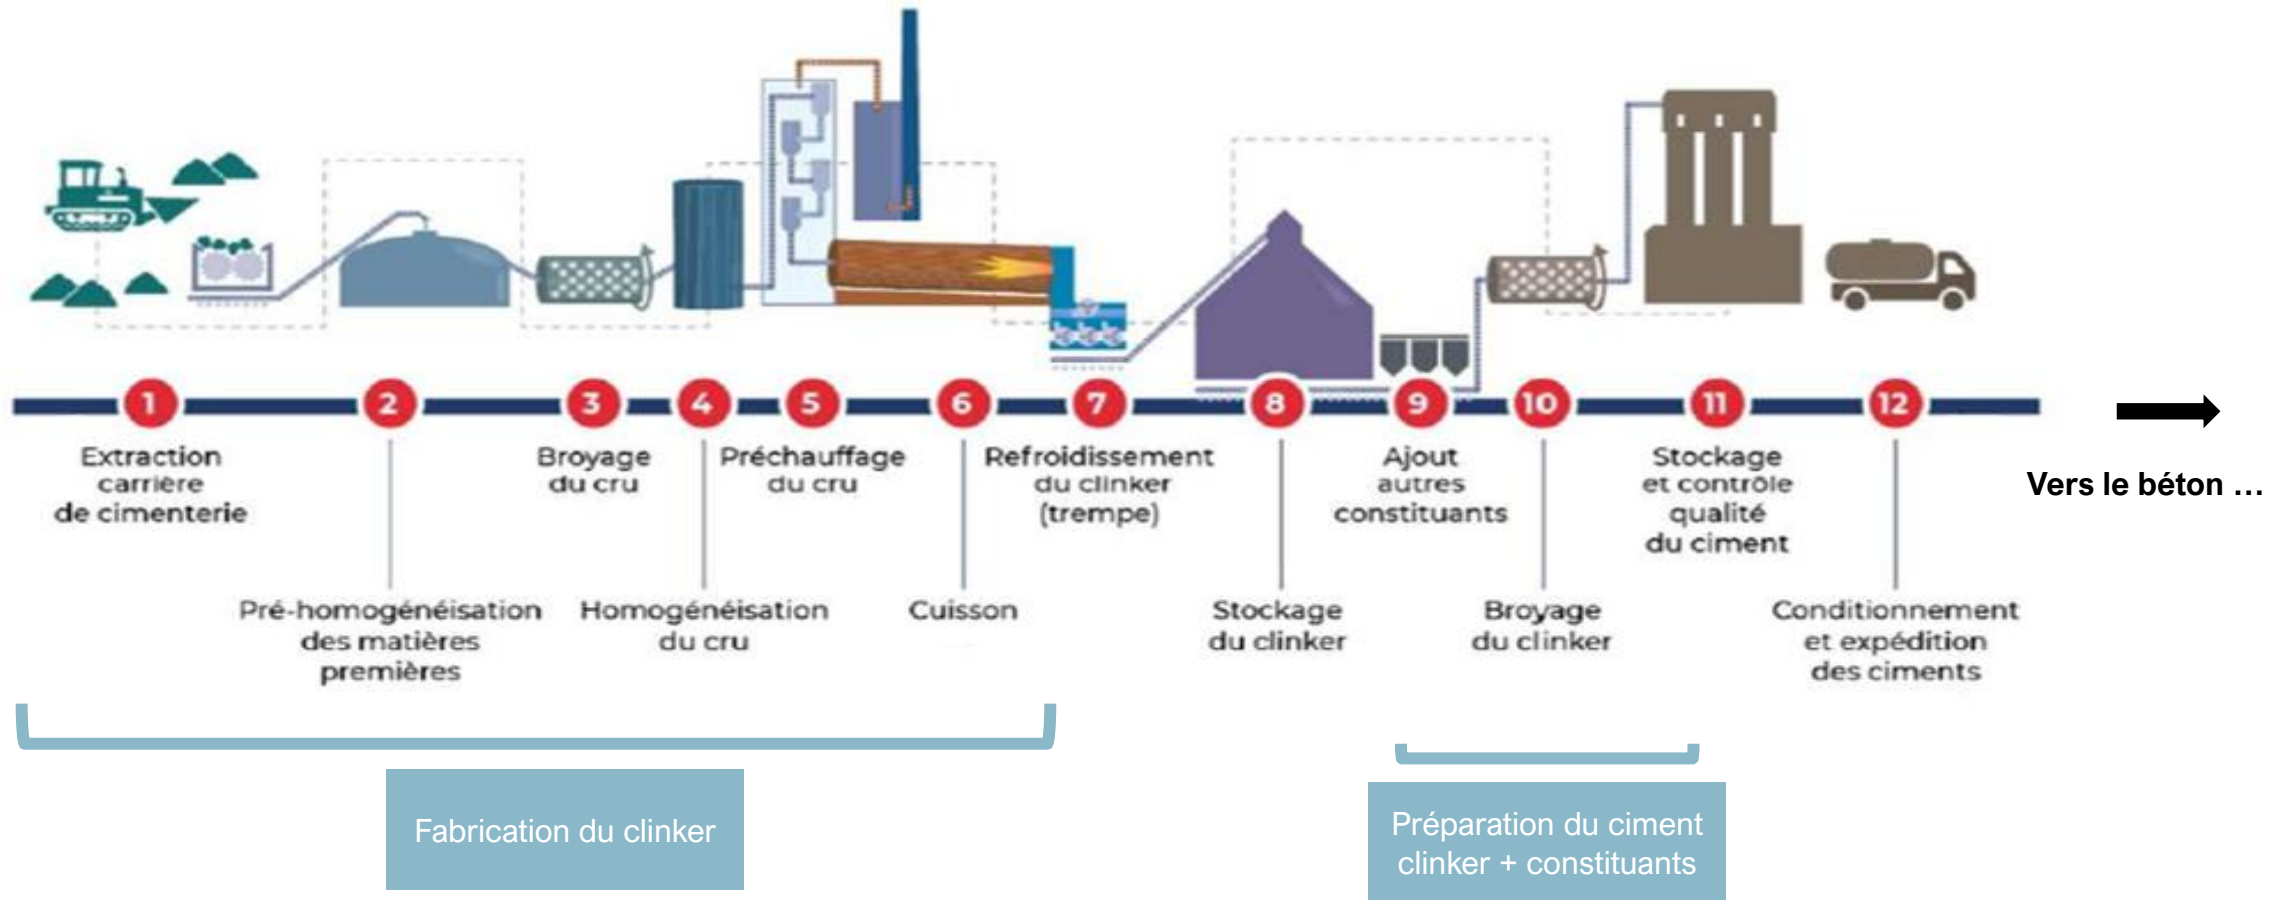 1
Extraction
carrière
de cimenterie
2
Pré-homogénéisation
des matières
premières
3
Broyage
du cru
4
Homogénéisation
du cru
5
Préchauffage
du cru
6
Cuisson
7
Refroidissement
du clinker
(trempe)
8
Stockage
du clinker
9
Ajout
autres
constituants
10
Broyage
du clinker
11
Stockage
et contrôle
qualité
du ciment
12
Conditionnement
et expédition
des ciments
Vers le béton ...
Fabrication du clinker
Préparation du ciment
clinker + constituants